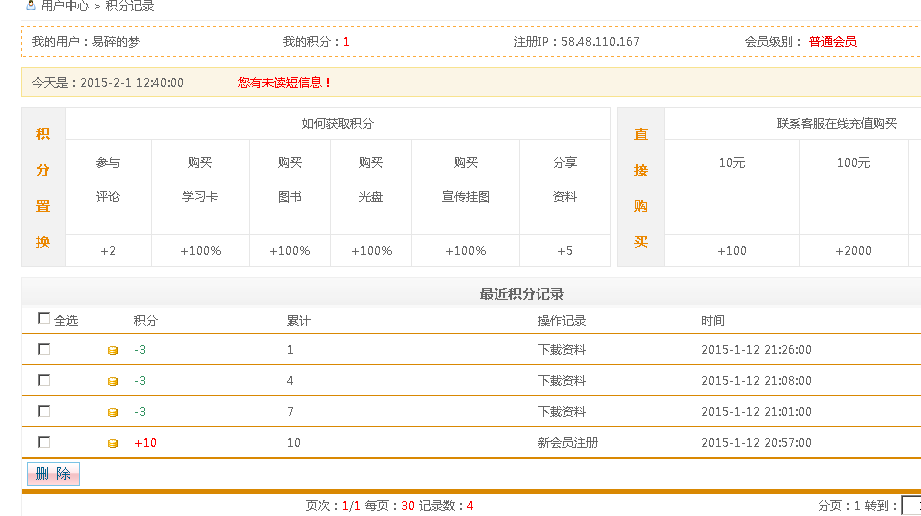 用户中心 > 积分记录
我的用户：易碎的梦 我的积分：1 注册IP：58.48.110.167 会员级别： 普通会员
今天是：2015-2-1 12:40:00 您有未读短信息！
积分置换
如何获取积分
参与评论 购买学习卡 购买图书 购买光盘 购买宣传挂图 分享资料
+2 +100% +100% +100% +100% +5
直接购买
联系客服在线充值购买
10元 100元
+100 +2000
最近积分记录
全选 积分 累计 操作记录 时间
-3 1 下载资料 2015-1-12 21:26:00
-3 4 下载资料 2015-1-12 21:08:00
-3 7 下载资料 2015-1-12 21:01:00
+10 10 新会员注册 2015-1-12 20:57:00
删 除
页次：1/1 每页：30 记录数：4 分页：1 转到：